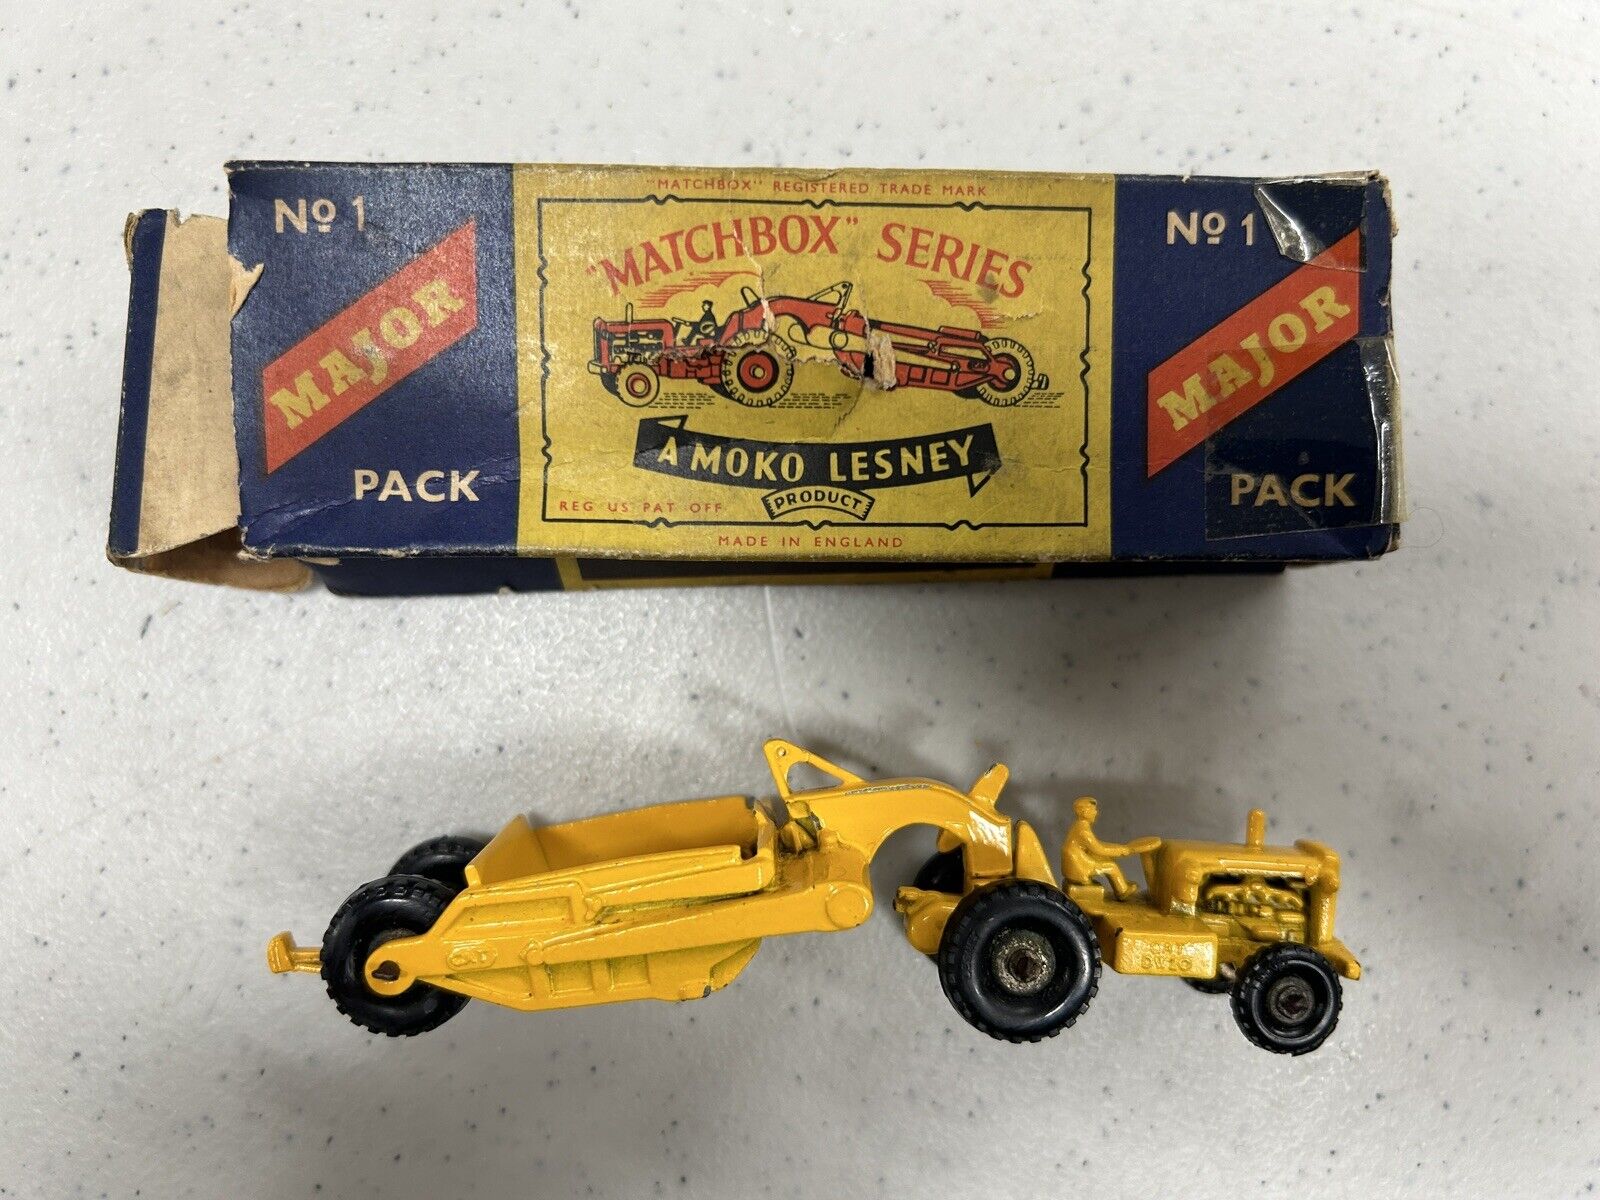 No 1
MAJOR
PACK
"MATCHBOX" REGISTERED TRADE MARK
"MATCHBOX" SERIES
A MOKO LESNEY
PRODUCT
REG US PAT OFF
MADE IN ENGLAND
No 1
MAJOR
PACK
DW20